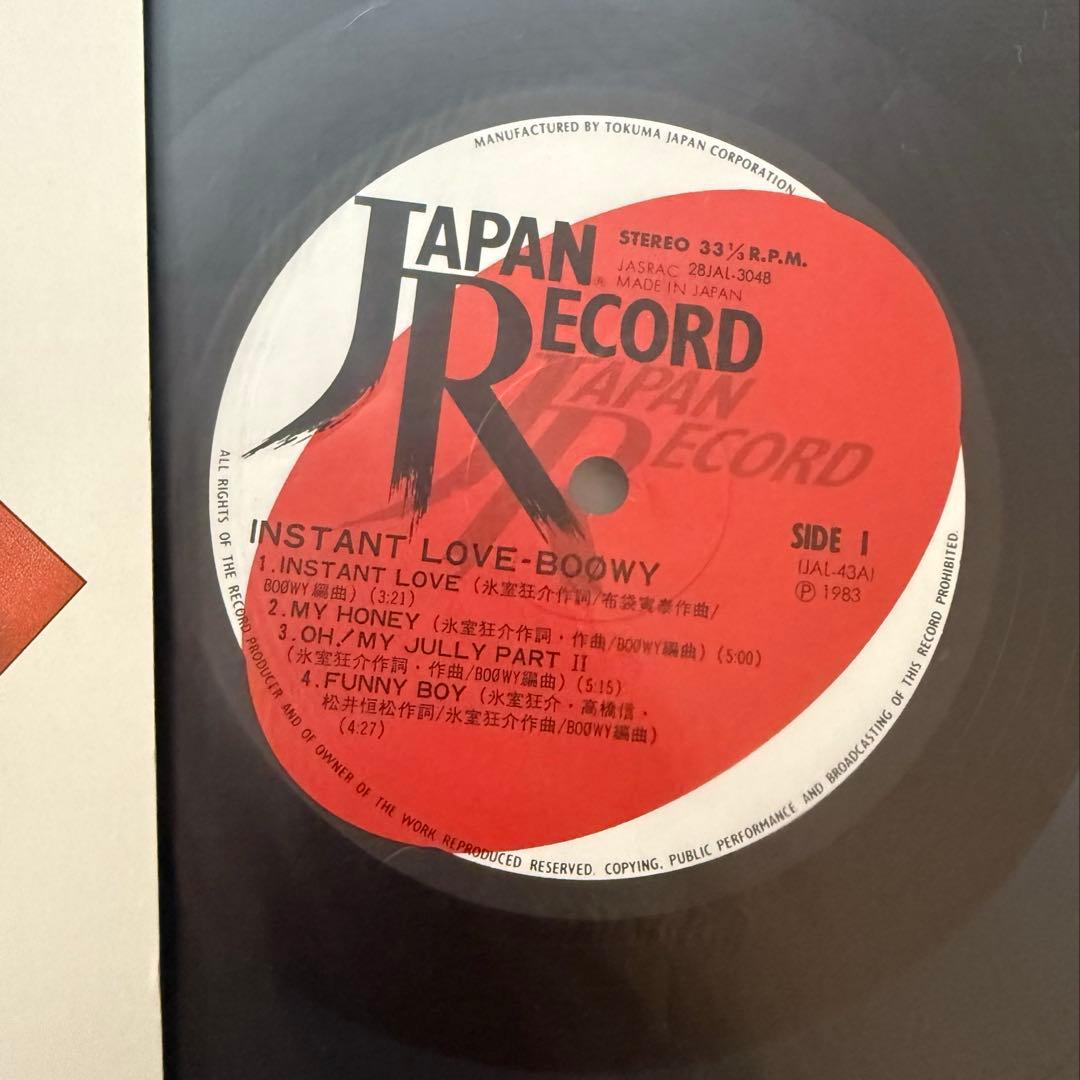 MANUFACTURED BY TOKUMA JAPAN CORPORATION
JAPAN
RECORD
STEREO 33⅓ R.P.M.
JASRAC 28JAL-3048
® MADE IN JAPAN
JAPAN
RECORD
SIDE 1
(JAL-43A)
Ⓟ 1983
INSTANT LOVE-BOØWY
1.INSTANT LOVE (氷室狂介作詞/布袋寅泰作曲/
BOØWY編曲) (3:21)
2.MY HONEY (氷室狂介作詞・作曲/BOØWY編曲) (5:00)
3.OH!MY JULLY PART II
(氷室狂介作詞・作曲/BOØWY編曲) (5:15)
4.FUNNY BOY (氷室狂介・高橋信・
松井恒松作詞/氷室狂介作曲/BOØWY編曲)
(4:27)
ALL RIGHTS OF THE RECORD PRODUCER AND OF OWNER OF THE WORK REPRODUCED RESERVED. COPYING, PUBLIC PERFORMANCE AND BROADCASTING OF THIS RECORD PROHIBITED.